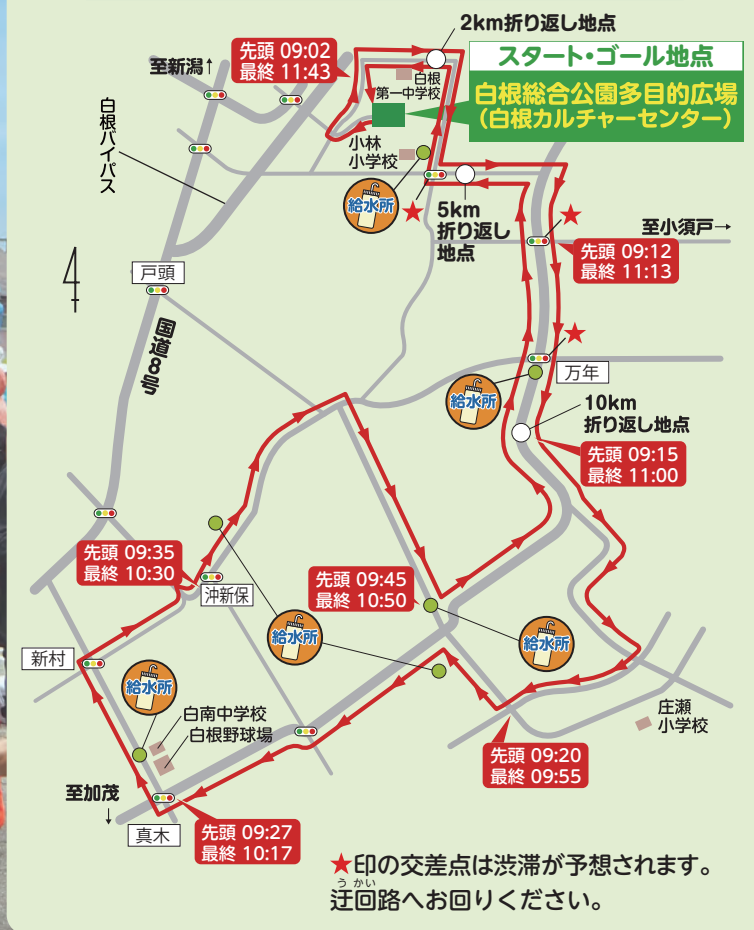 2km折り返し地点
先頭 09:02
最終 11:43
至新潟↑
スタート・ゴール地点
白根
第一中学校
白根総合公園多目的広場
(白根カルチャーセンター)
白根バイパス
小林
小学校
給水所
5km
折り返し
地点
至小須戸→
先頭 09:12
最終 11:13
戸頭
国道8号
万年
給水所
10km
折り返し地点
先頭 09:15
最終 11:00
先頭 09:35
最終 10:30
沖新保
先頭 09:45
最終 10:50
給水所
給水所
新村
給水所
白南中学校
白根野球場
庄瀬
小学校
先頭 09:20
最終 09:55
至加茂
↓
真木
先頭 09:27
最終 10:17
★印の交差点は渋滞が予想されます。
うかい
迂回路へお回りください。